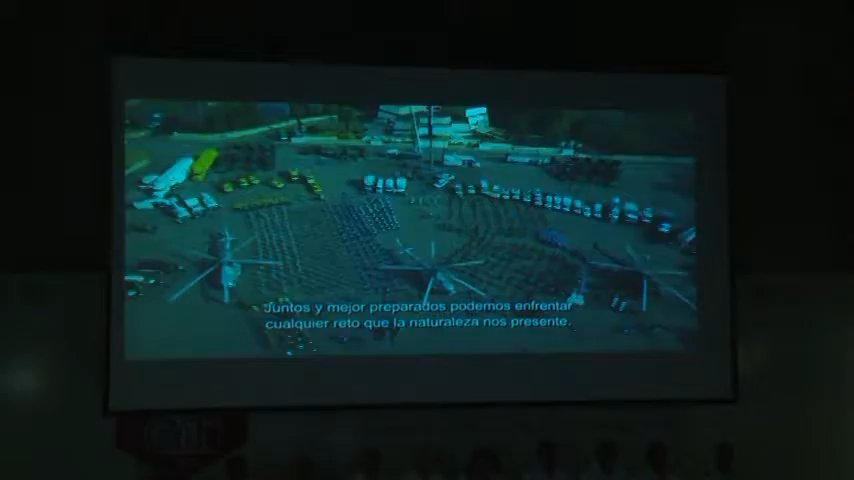 Juntos y mejor preparados podemos enfrentar
cualquier reto que la naturaleza nos presente.